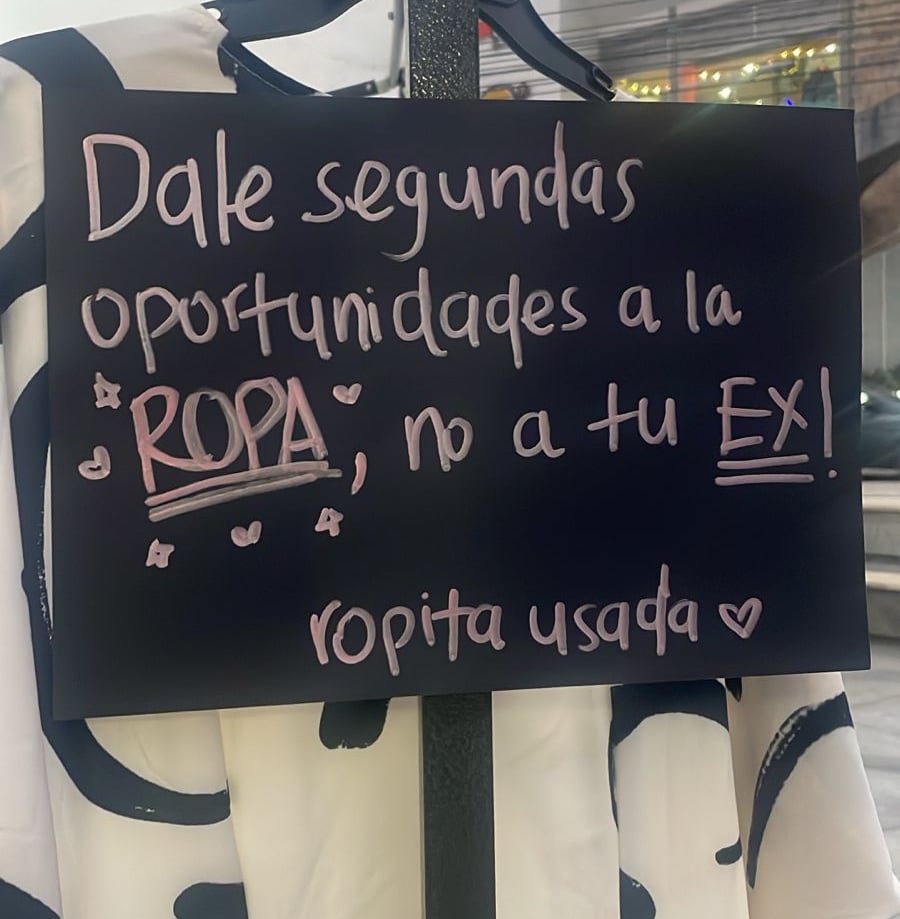 Dale segundas
oportunidades a la
ROPA, no a tu EX!
ropita usada